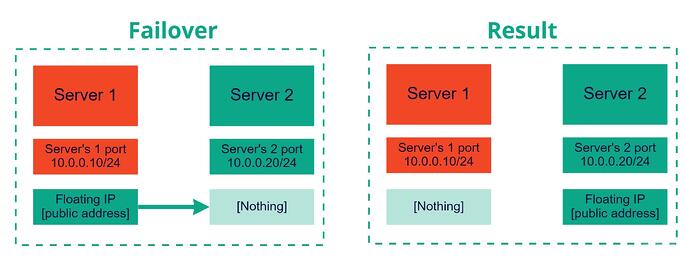 Failover
Server 1
Server 2
Server's 1 port
10.0.0.10/24
Server's 2 port
10.0.0.20/24
Floating IP
[public address]
[Nothing]
Result
Server 1
Server 2
Server's 1 port
10.0.0.10/24
Server's 2 port
10.0.0.20/24
[Nothing]
Floating IP
[public address]